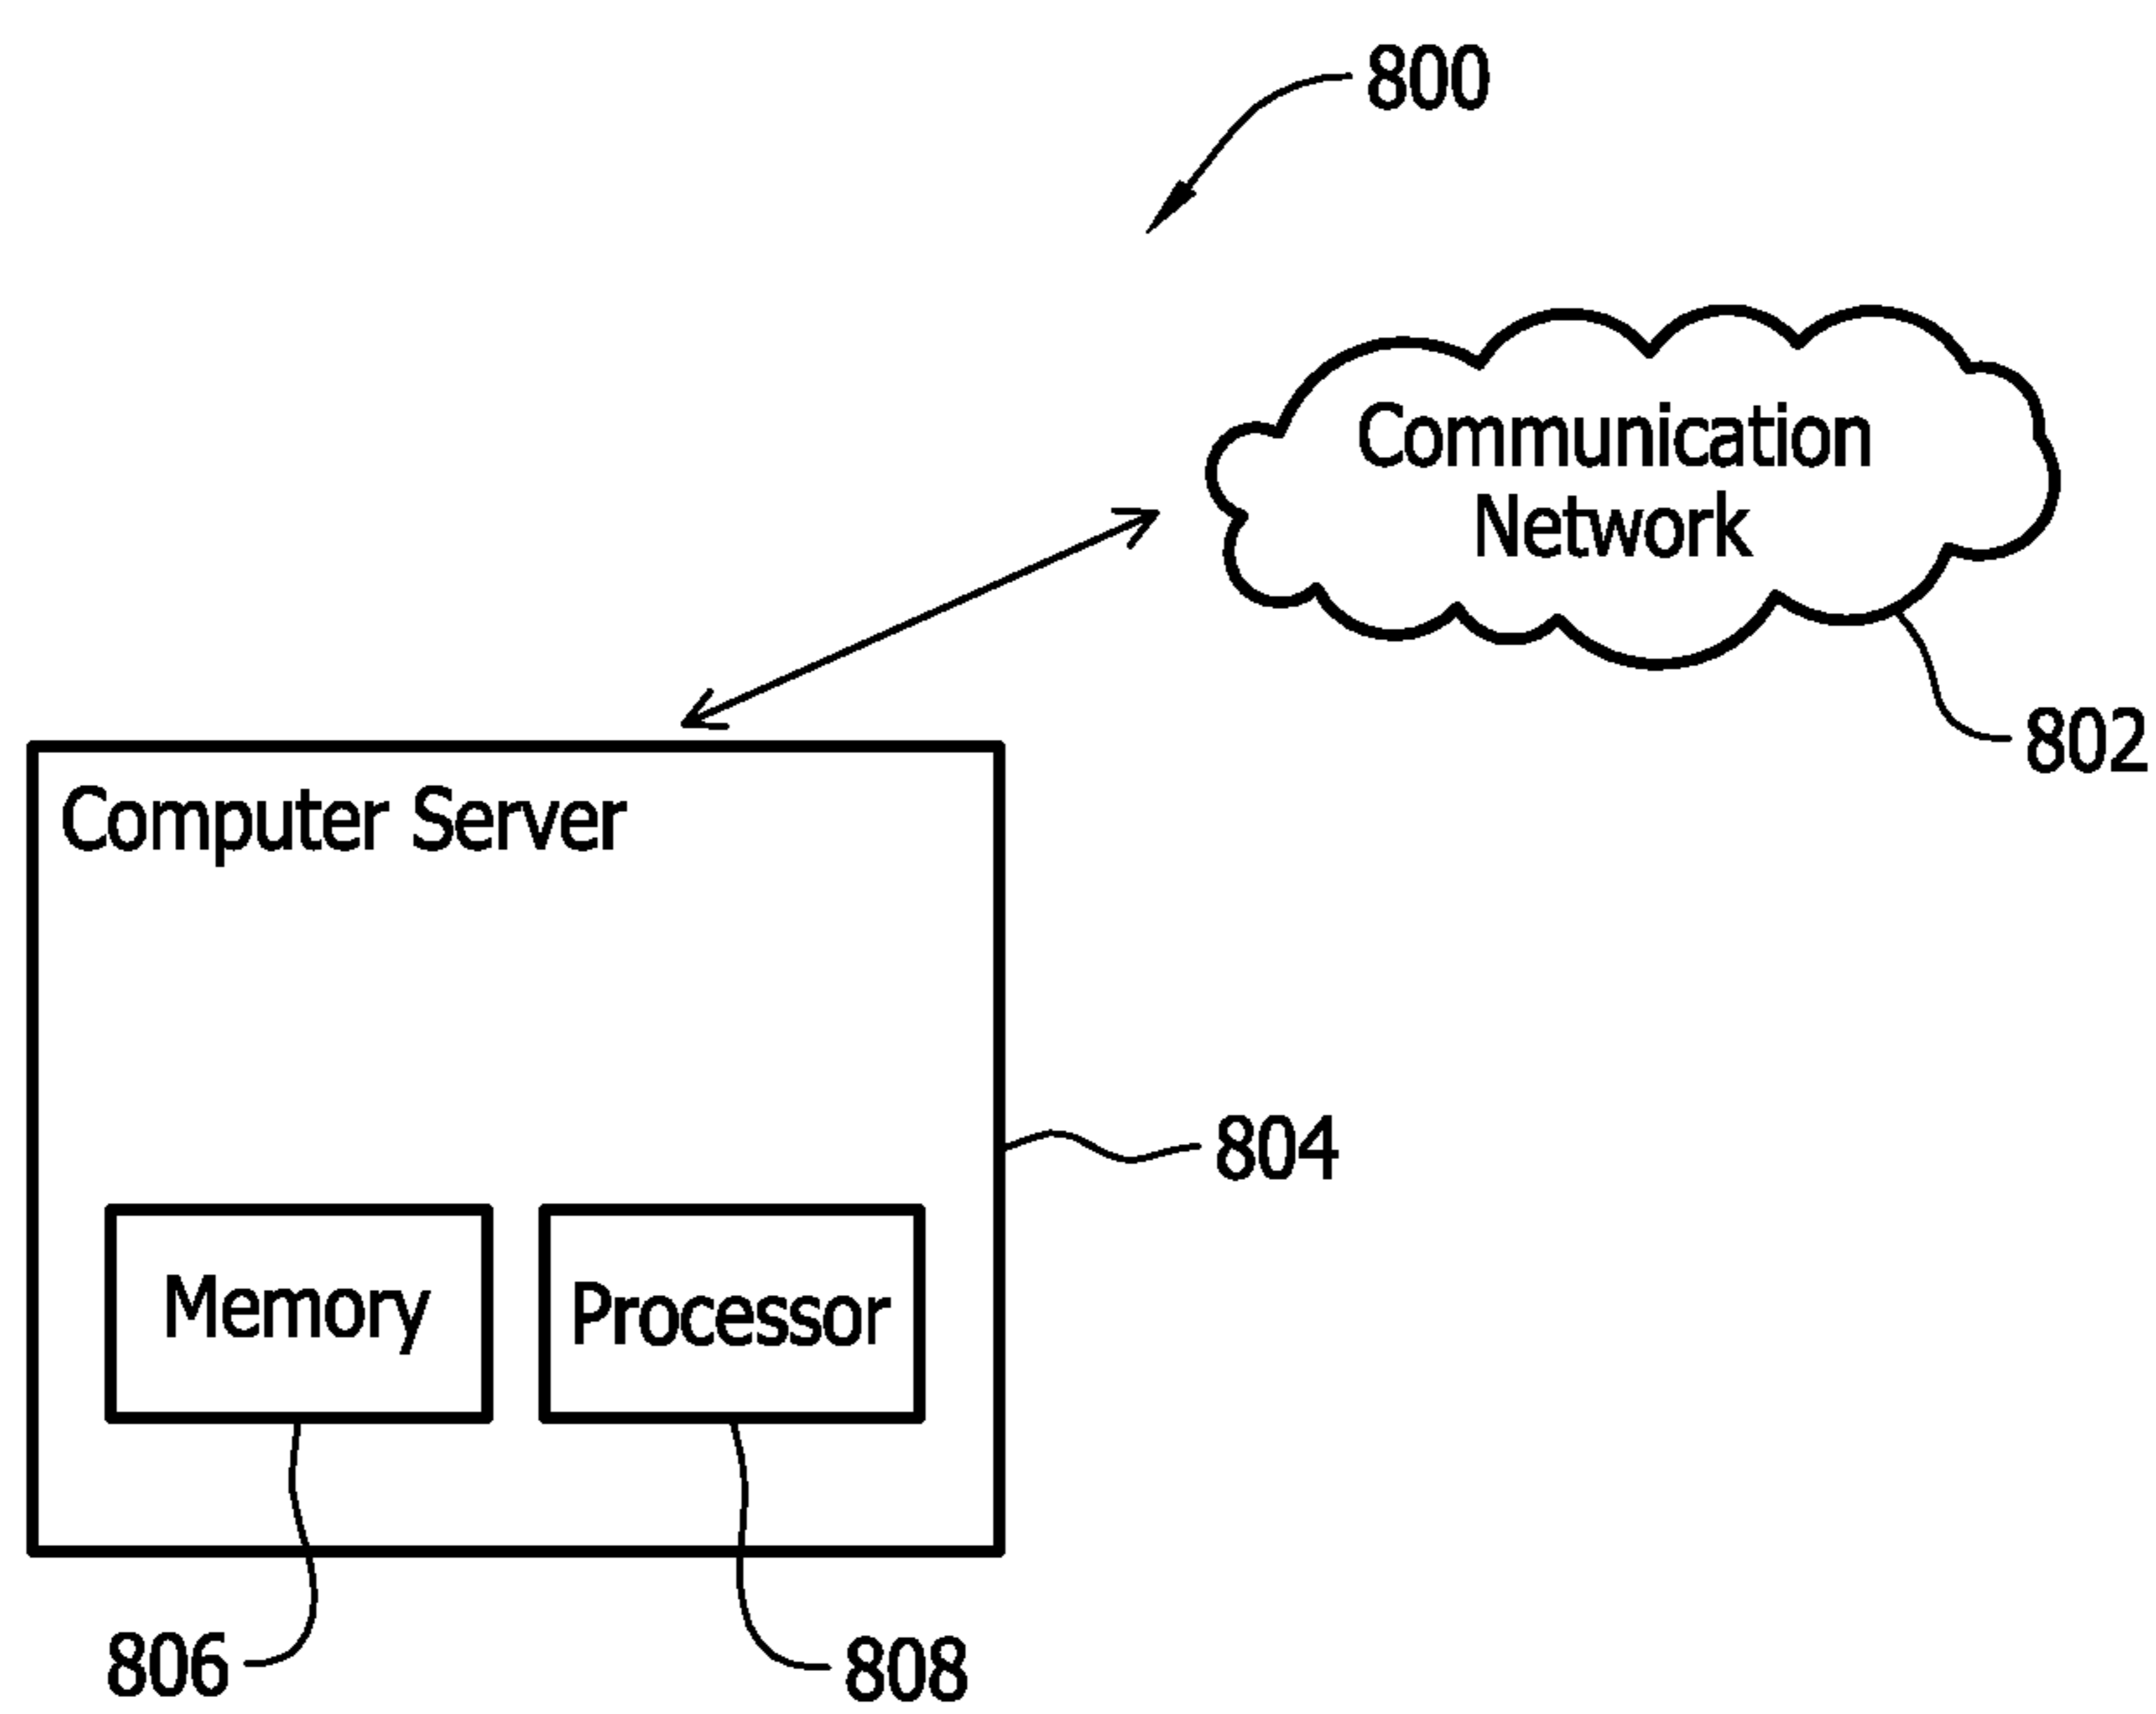 800
Communication
Network
802
Computer Server
804
Memory
Processor
806
808